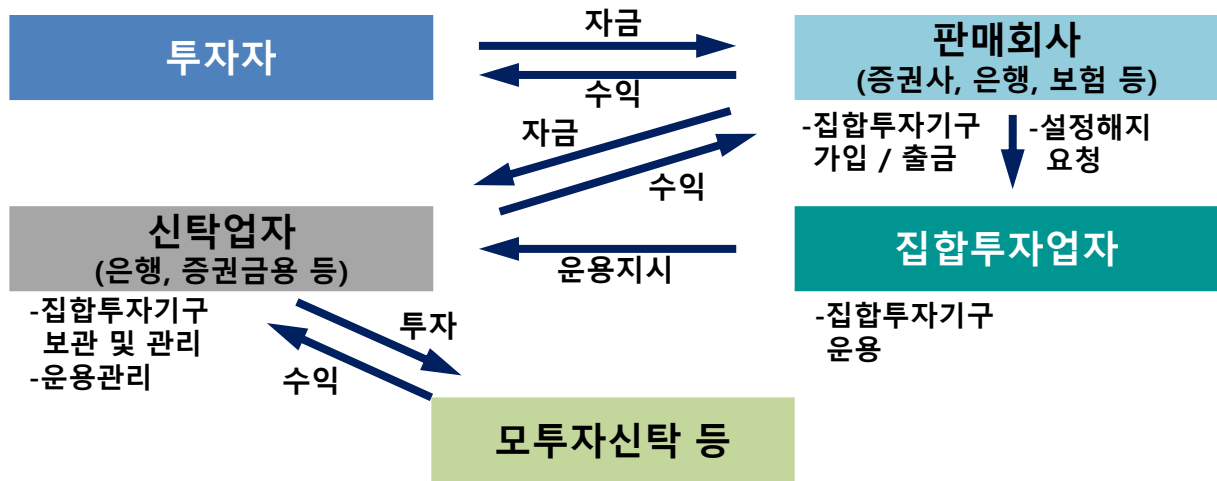 투자자
자금
수익
판매회사
(증권사, 은행, 보험 등)
자금
수익
-집합투자기구
가입 / 출금
-설정해지
요청
신탁업자
(은행, 증권금용 등)
운용지시
집합투자업자
-집합투자기구
보관 및 관리
-운용관리
투자
수익
-집합투자기구
운용
모투자신탁 등